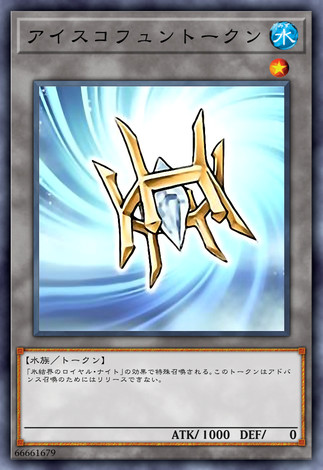 アイスコフュントークン
水
【水族／トークン】
「氷結界のロイヤル・ナイト」の効果で特殊召喚される。このトークンはアドバ
ンス召喚のためにはリリースできない。
ATK/ 1000 DEF/ 0
66661679